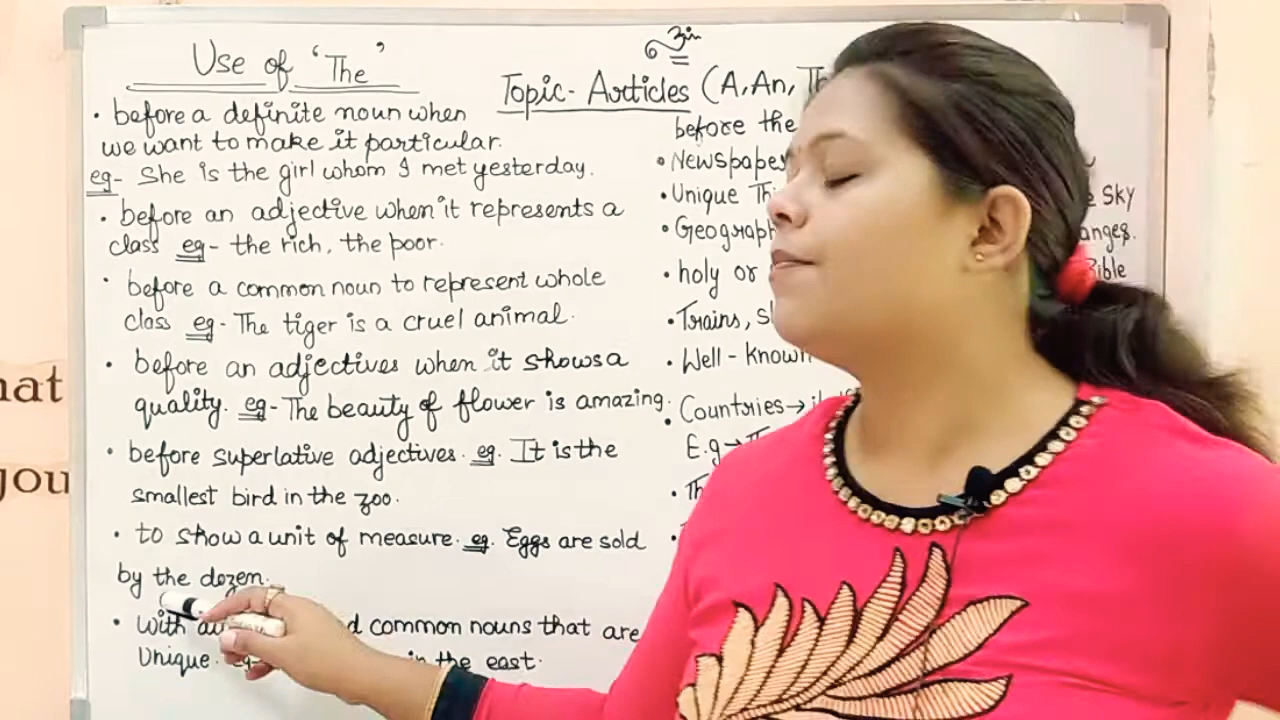 Use of 'The'
• before a definite noun when
we want to make it particular.
eg- She is the girl whom I met yesterday.
• before an adjective when it represents a
class eg - the rich, the poor.
• before a common noun to represent whole
class eg - The tiger is a cruel animal.
• before an adjectives when it shows a
quality. eg - The beauty of flower is amazing.
• before superlative adjectives. eg. It is the
smallest bird in the zoo.
• to show a unit of measure. eg. Eggs are sold
by the dozen.
• With common nouns that are
Unique. in the east.
Topic - Articles (A, An,
before the
• Newspape
• Unique Th
Sky
• Geograph
anges.
• holy or
Bible
• Trains, s
• Well - known
• Countries →
E.g →
• Th
hat
you